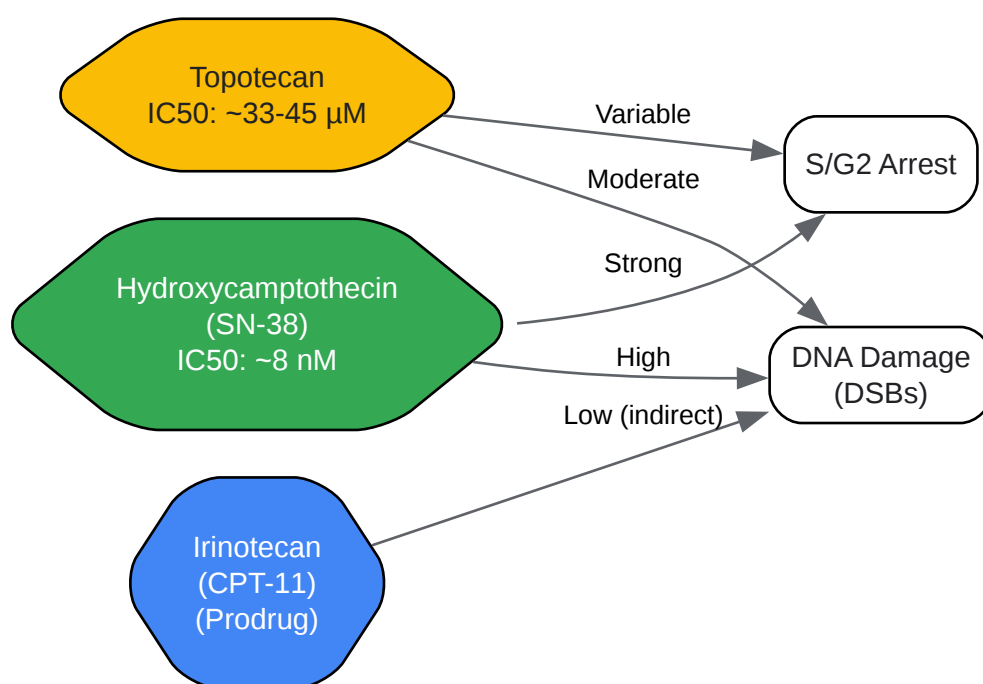 Topotecan
IC50: ~33-45 µM
Variable
S/G2 Arrest
Moderate
Hydroxycamptothecin
(SN-38)
IC50: ~8 nM
Strong
High
DNA Damage
(DSBs)
Low (indirect)
Irinotecan
(CPT-11)
(Prodrug)